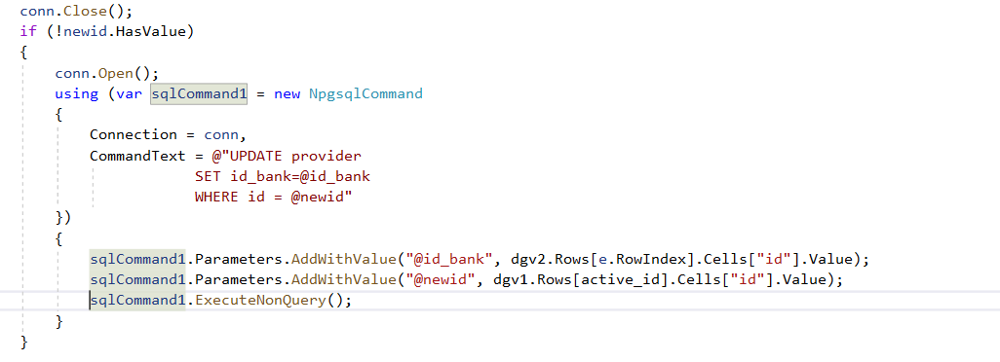 conn.Close();
if (!newid.HasValue)
{
    conn.Open();
    using (var sqlCommand1 = new NpgsqlCommand
    {
        Connection = conn,
        CommandText = @"UPDATE provider
                    SET id_bank=@id_bank
                    WHERE id = @newid"
    })
    {
        sqlCommand1.Parameters.AddWithValue("@id_bank", dgv2.Rows[e.RowIndex].Cells["id"].Value);
        sqlCommand1.Parameters.AddWithValue("@newid", dgv1.Rows[active_id].Cells["id"].Value);
        sqlCommand1.ExecuteNonQuery();
    }
}